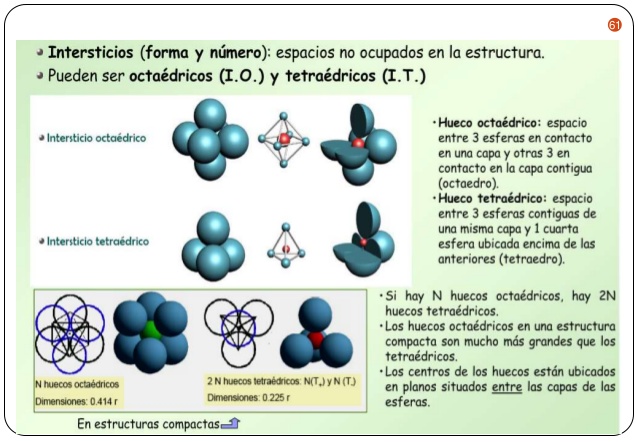 61
Intersticios (forma y número): espacios no ocupados en la estructura.
Pueden ser octaédricos (I.O.) y tetraédricos (I.T.)
Intersticio octaédrico
Intersticio tetraédrico
· Hueco octaédrico: espacio
entre 3 esferas en contacto
en una capa y otras 3 en
contacto en la capa contigua
(octaedro).
· Hueco tetraédrico: espacio
entre 3 esferas contiguas de
una misma capa y 1 cuarta
esfera ubicada encima de las
anteriores (tetraedro).
N huecos octaédricos
Dimensiones: 0.414 r
2 N huecos tetraédricos: N(T₊) y N (T.)
Dimensiones: 0.225 r
· Si hay N huecos octaédricos, hay 2N
huecos tetraédricos.
· Los huecos octaédricos en una estructura
compacta son mucho más grandes que los
tetraédricos.
· Los centros de los huecos están ubicados
en planos situados entre las capas de las
esferas.
En estructuras compactas